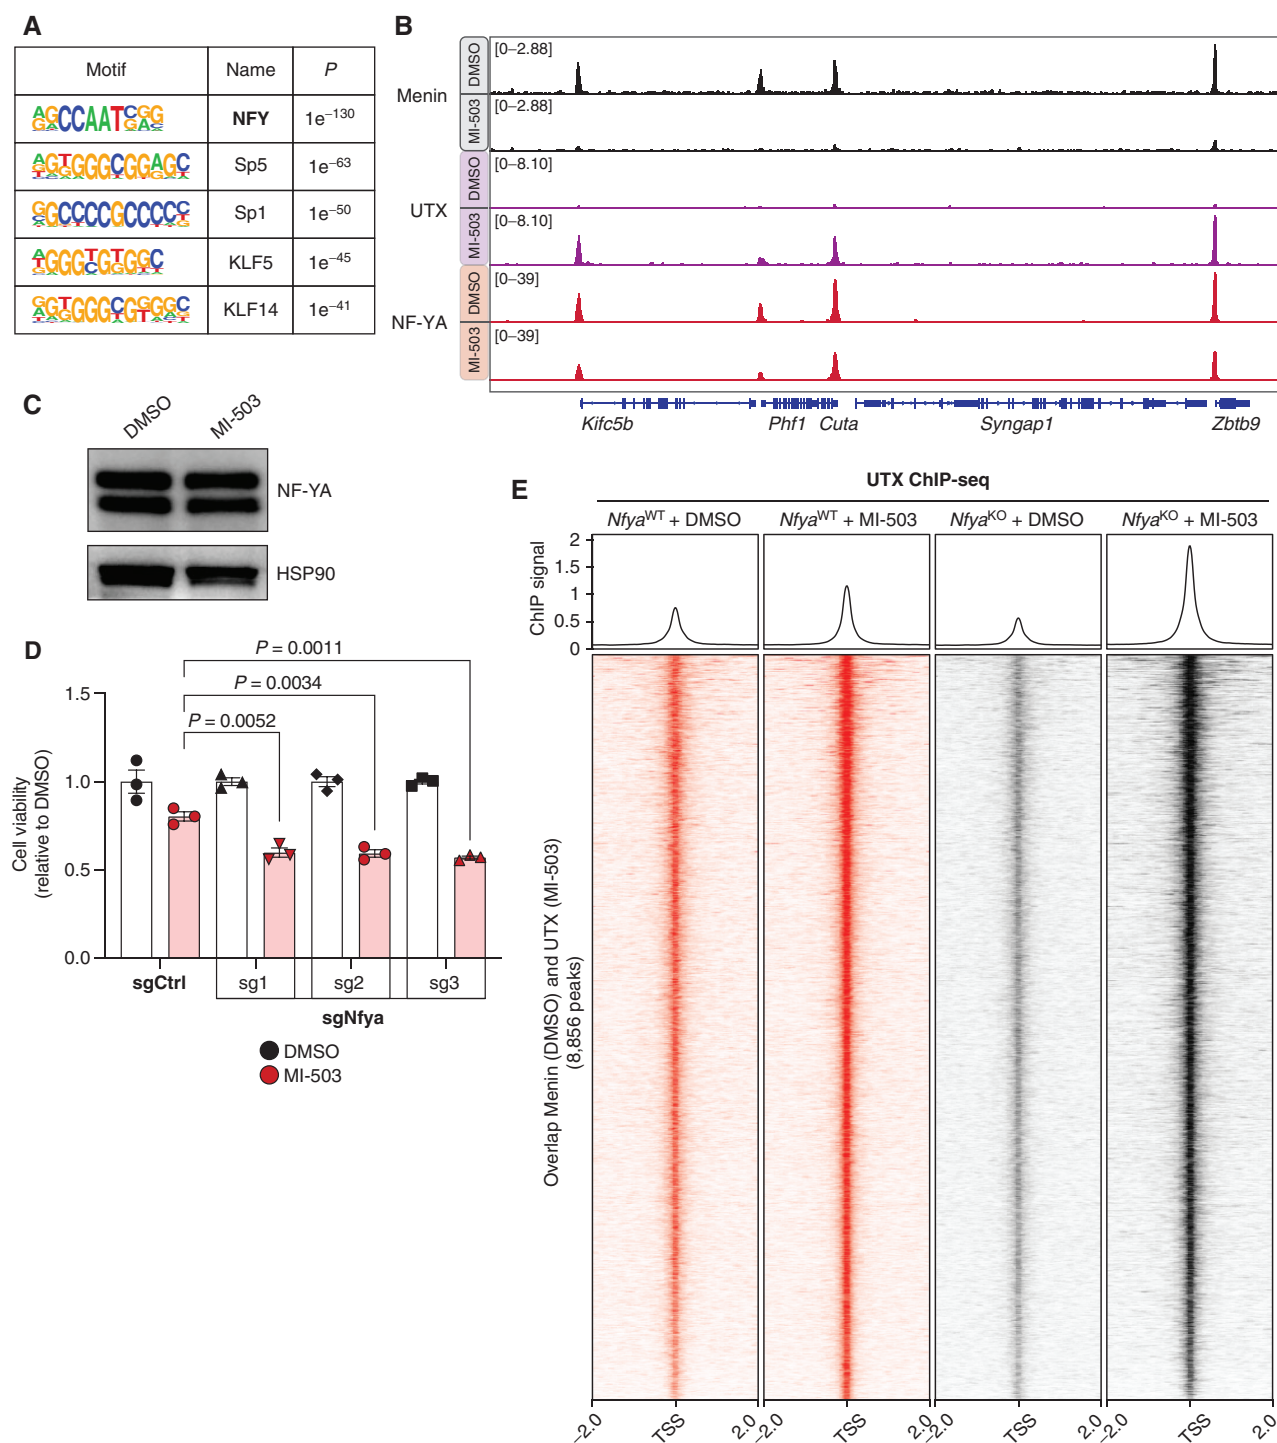 A
Motif Name P
AGCCAATCGG NFY 1e−130
AGTGGGCGGAGC Sp5 1e−63
GGCCCCGCCCCC Sp1 1e−50
AGGGTGTGGC KLF5 1e−45
GGTGGGCGGGGC KLF14 1e−41
B
Menin
DMSO [0–2.88]
MI-503 [0–2.88]
UTX
DMSO [0–8.10]
MI-503 [0–8.10]
NF-YA
DMSO [0–39]
MI-503 [0–39]
Kifc5b Phf1 Cuta Syngap1 Zbtb9
C
DMSO MI-503
NF-YA
HSP90
D
P = 0.0011
P = 0.0034
P = 0.0052
Cell viability
(relative to DMSO)
1.5
1.0
0.5
0.0
sgCtrl sg1 sg2 sg3
sgNfya
DMSO
MI-503
E
UTX ChIP-seq
NfyaWT + DMSO NfyaWT + MI-503 NfyaKO + DMSO NfyaKO + MI-503
ChIP signal
2
1.5
1
0.5
0
Overlap Menin (DMSO) and UTX (MI-503)
(8,856 peaks)
−2.0 TSS 2.0 −2.0 TSS 2.0 −2.0 TSS 2.0 −2.0 TSS 2.0